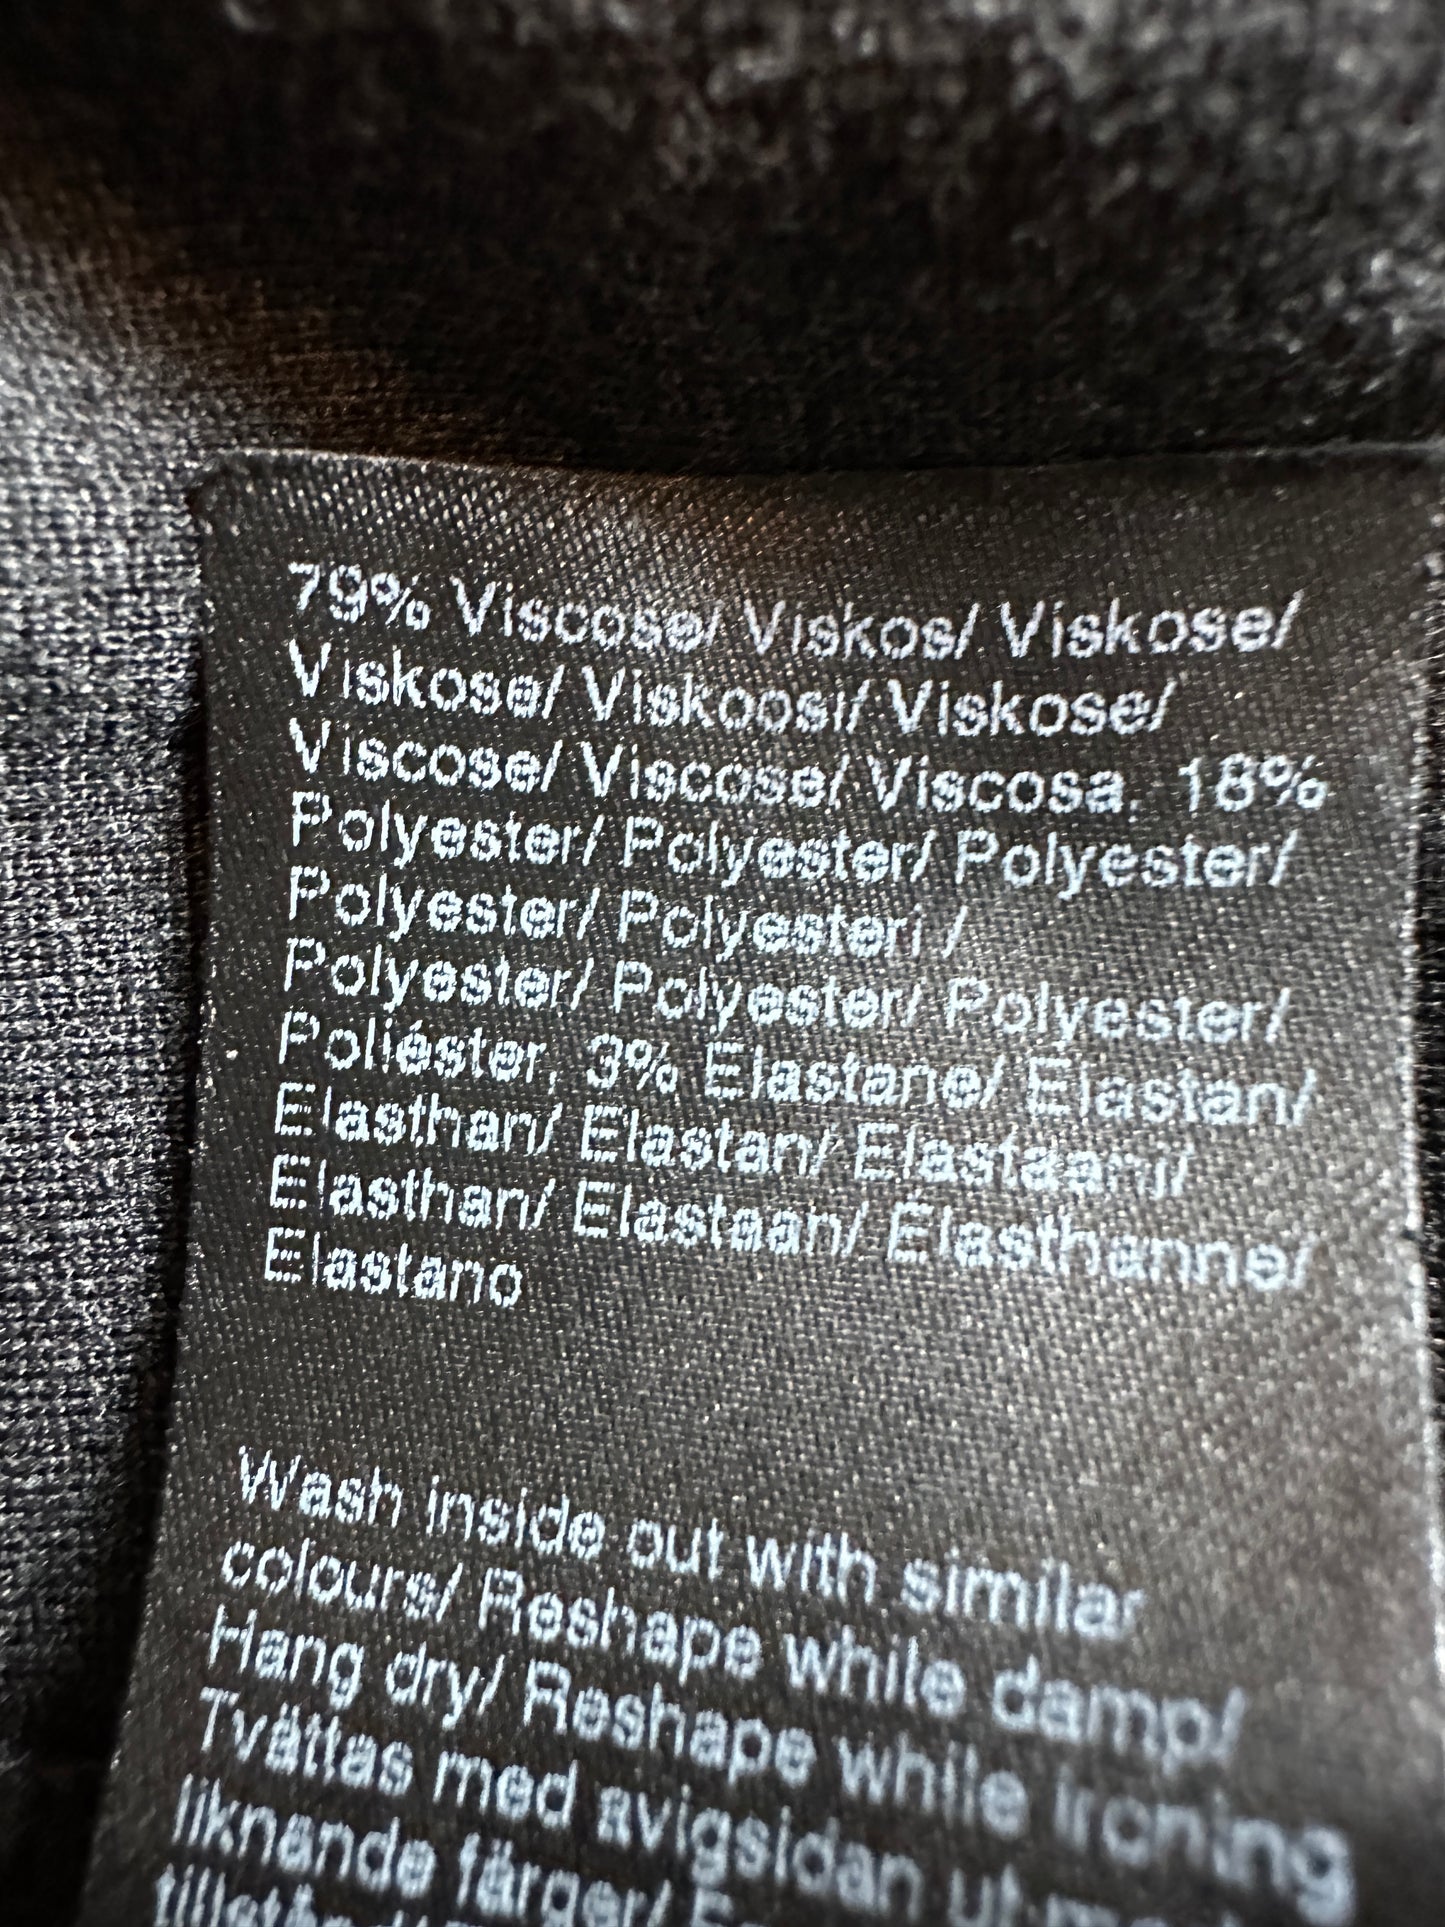 79% Viscose/ Viskos/ Viskose/
Viskose/ Viskoosi/ Viskose/
Viscose/ Viscose/ Viscosa, 18%
Polyester/ Polyester/ Polyester/
Polyester/ Polyesteri /
Polyester/ Polyester/ Polyester/
Poliéster, 3% Elastane/ Elastan/
Elasthan/ Elastan/ Elastaani/
Elasthan/ Elastaan/ Élasthanne/
Elastano
Wash inside out with similar
colours/ Reshape while damp/
Hang dry/ Reshape while ironing
Tvättas med avigsidan ut med
liknande färger/